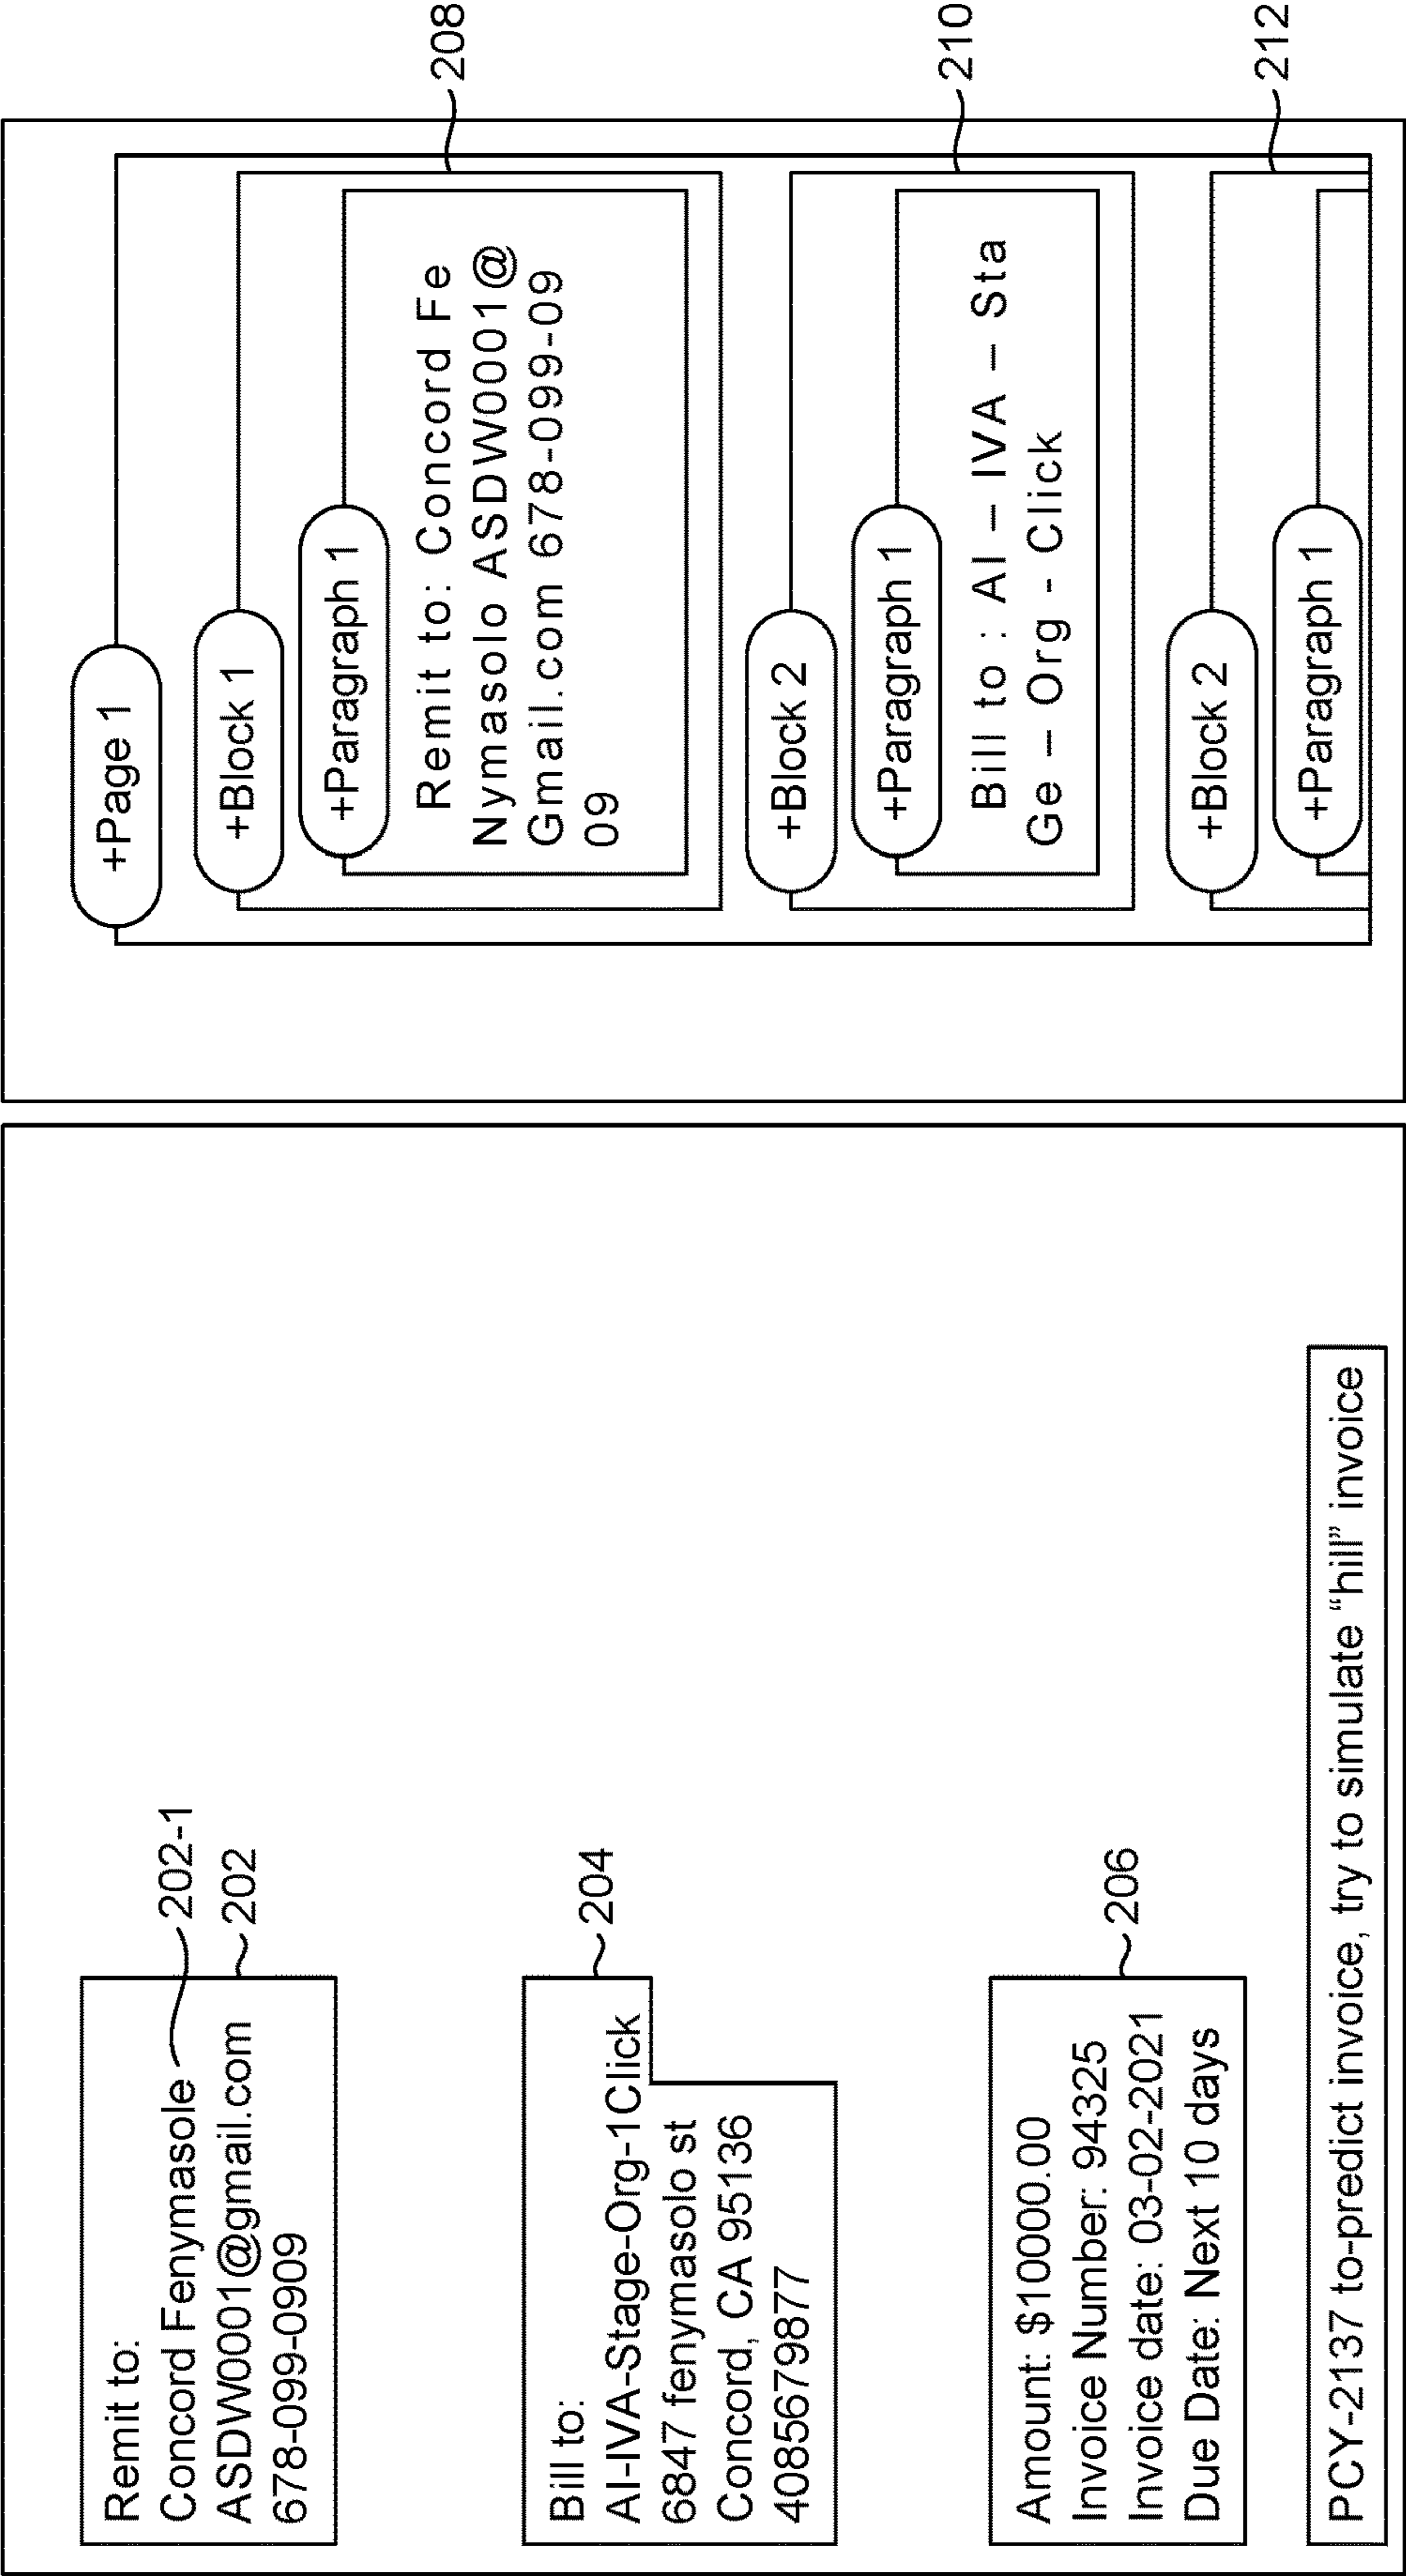 Remit to:
Concord Fenymasole
202-1
ASDW0001@gmail.com
202
678-099-0909
Bill to:
204
AI-IVA-Stage-Org-1Click
6847 fenymasolo st
Concord, CA 95136
4085679877
Amount: $10000.00
Invoice Number: 94325
Invoice date: 03-02-2021
206
Due Date: Next 10 days
PCY-2137 to-predict invoice, try to simulate “hill” invoice
+Page 1
+Block 1
+Paragraph 1
Remit to: Concord Fe
208
Nymasolo ASDW0001@
Gmail.com 678-099-09
09
+Block 2
+Paragraph 1
210
Bill to : AI – IVA – Sta
Ge – Org - Click
+Block 2
212
+Paragraph 1